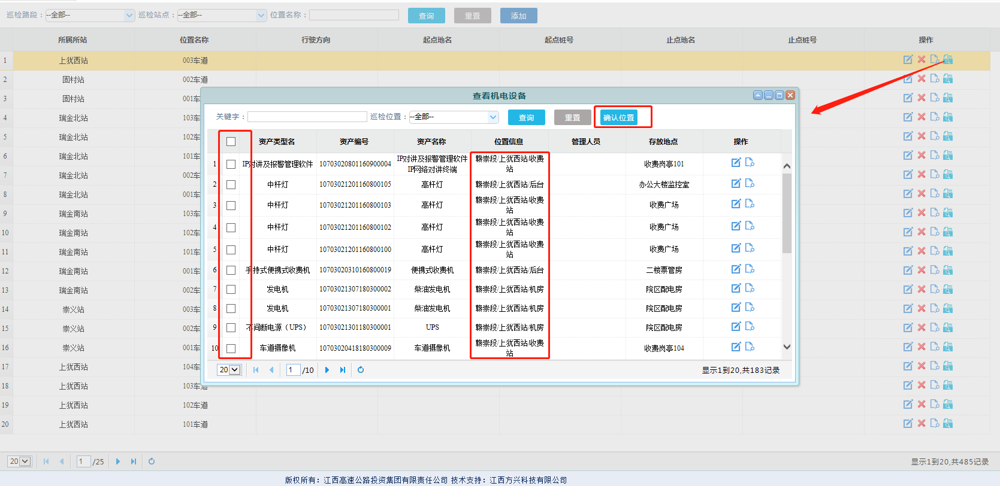 巡检路段： --全部-- 巡检站点： --全部-- 位置名称： 查询 重置 添加
所属所站 位置名称 行驶方向 起点地名 起点桩号 止点地名 止点桩号 操作
1 上犹西站 003车道
2 固村站 002车道
3 固村站 001车
4 瑞金北站 103车
5 瑞金北站 102车
6 瑞金北站 101车
7 瑞金北站 002车
8 瑞金北站 001车
9 瑞金南站 103车
10 瑞金南站 102车
11 瑞金南站 101车
12 瑞金南站 001车
13 瑞金南站 002车
14 崇义站 003车
15 崇义站 002车
16 崇义站 001车
17 上犹西站 104车
18 上犹西站 103车道
19 上犹西站 102车道
20 上犹西站 101车道
查看机电设备
关键字： 巡检位置： --全部-- 查询 重置 确认位置
资产类型名 资产编号 资产名称 位置信息 管理人员 存放地点 操作
1 IP对讲及报警管理软件 10703020801160900004 IP对讲及报警管理软件 赣崇段/上犹西站/收费 收费岗亭101
IP网络对讲终端 站
2 中杆灯 10703021201160800105 高杆灯 赣崇段/上犹西站/后台 办公大楼监控室
3 中杆灯 10703021201160800103 高杆灯 赣崇段/上犹西站/收费 收费广场
站
4 中杆灯 10703021201160800102 高杆灯 赣崇段/上犹西站/收费 收费广场
站
5 中杆灯 10703021201160800100 高杆灯 赣崇段/上犹西站/收费 收费广场
站
6 手持式便携式收费机 10703020310160800019 便携式收费机 赣崇段/上犹西站/后台 二楼票管房
7 发电机 10703021307180300002 柴油发电机 赣崇段/上犹西站/机房 院区配电房
8 发电机 10703021307180300001 柴油发电机 赣崇段/上犹西站/机房 院区配电房
9 不间断电源（UPS） 10703021301180300001 UPS 赣崇段/上犹西站/机房 院区配电房
10 车道摄像机 10703020418180300009 车道摄像机 赣崇段/上犹西站/收费 收费岗亭104
站
20 1 /10 显示1到20,共183记录
20 1 /25 显示1到20,共485记录
版权所有：江西高速公路投资集团有限责任公司 技术支持：江西方兴科技有限公司